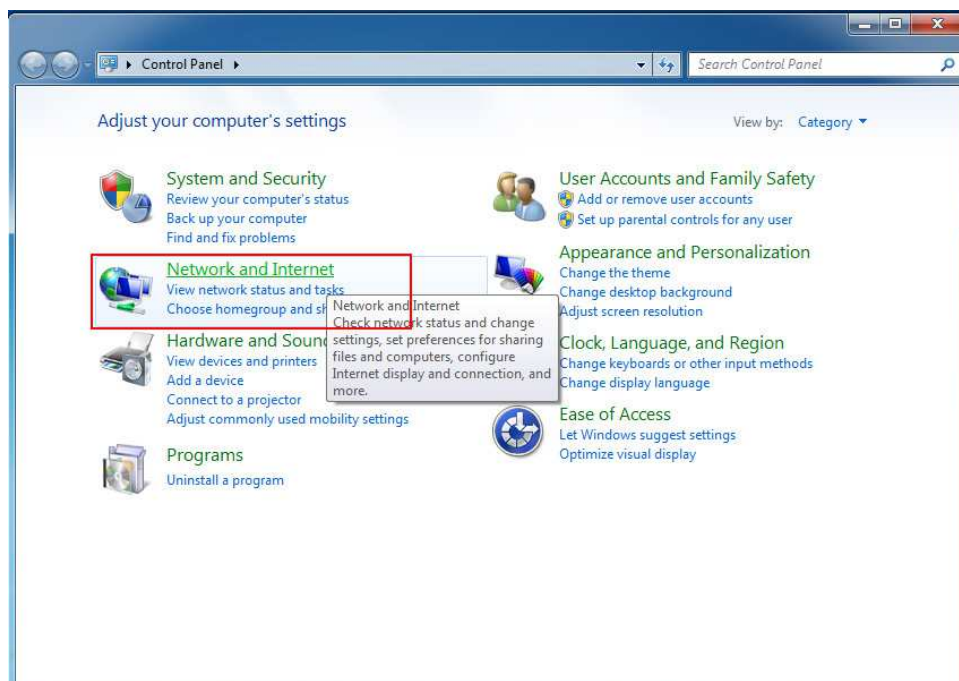 Control Panel
Search Control Panel
Adjust your computer's settings
View by: Category
System and Security
Review your computer's status
Back up your computer
Find and fix problems
Network and Internet
View network status and tasks
Choose homegroup and
Network and Internet
Check network status and change
settings, set preferences for sharing
files and computers, configure
Internet display and connection, and
more.
Hardware and Soun
View devices and printers
Add a device
Connect to a projector
Adjust commonly used mobility settings
Programs
Uninstall a program
User Accounts and Family Safety
Add or remove user accounts
Set up parental controls for any user
Appearance and Personalization
Change the theme
Change desktop background
Adjust screen resolution
Clock, Language, and Region
Change keyboards or other input methods
Change display language
Ease of Access
Let Windows suggest settings
Optimize visual display